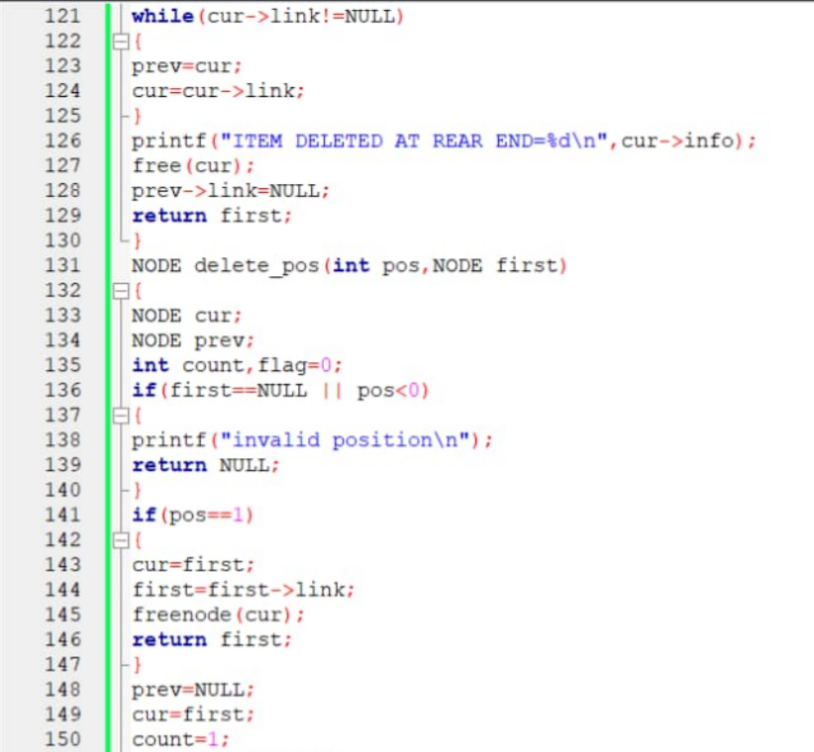 121 while(cur->link!=NULL)
122 {
123 prev=cur;
124 cur=cur->link;
125 }
126 printf("ITEM DELETED AT REAR END=%d\n",cur->info);
127 free(cur);
128 prev->link=NULL;
129 return first;
130 }
131 NODE delete_pos(int pos,NODE first)
132 {
133 NODE cur;
134 NODE prev;
135 int count,flag=0;
136 if(first==NULL || pos<0)
137 {
138 printf("invalid position\n");
139 return NULL;
140 }
141 if(pos==1)
142 {
143 cur=first;
144 first=first->link;
145 freenode(cur);
146 return first;
147 }
148 prev=NULL;
149 cur=first;
150 count=1;